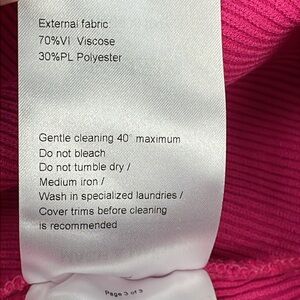 External fabric:
70%VI Viscose
30%PL Polyester
Gentle cleaning 40° maximum
Do not bleach
Do not tumble dry /
Medium iron /
Wash in specialized laundries /
Cover trims before cleaning
is recommended
Page 3 of 3